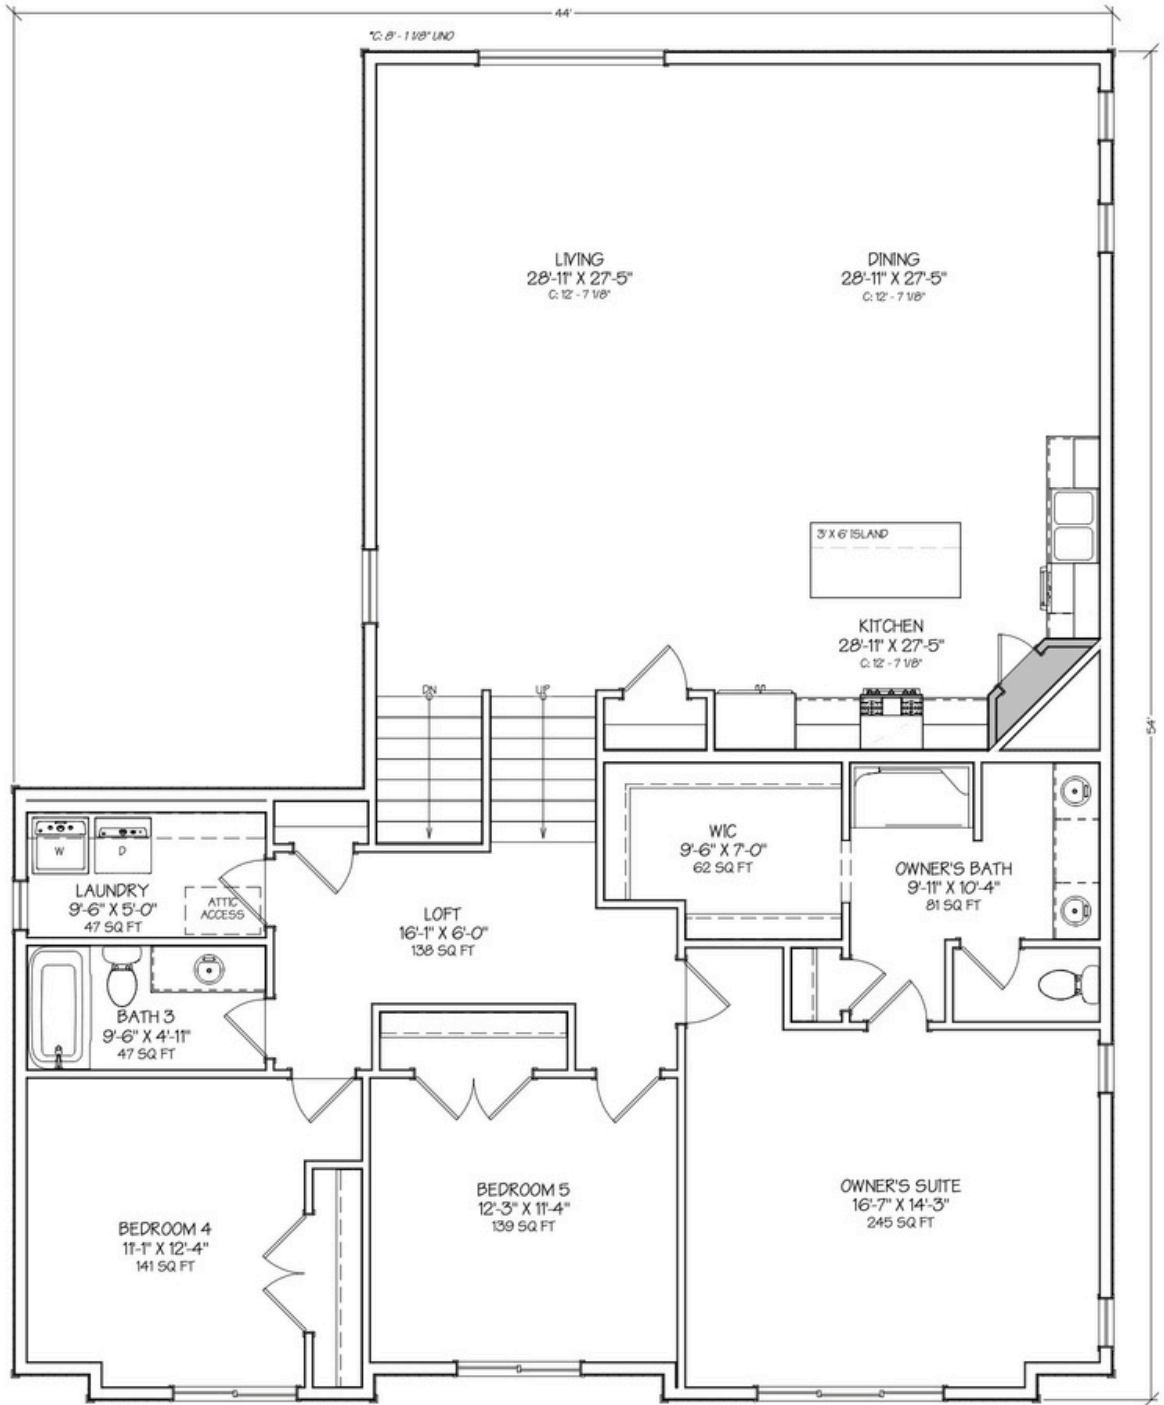 44'
*C: 8' - 1 1/8" UNO
LIVING
28'-11" X 27'-5"
C: 12' - 7 1/8"
DINING
28'-11" X 27'-5"
C: 12' - 7 1/8"
3' X 6' ISLAND
KITCHEN
28'-11" X 27'-5"
C: 12' - 7 1/8"
DN
UP
54'
WIC
9'-6" X 7'-0"
62 SQ FT
W
D
LAUNDRY
9'-6" X 5'-0"
47 SQ FT
ATTIC
ACCESS
LOFT
16'-1" X 6'-0"
138 SQ FT
OWNER'S BATH
9'-11" X 10'-4"
81 SQ FT
BATH 3
9'-6" X 4'-11"
47 SQ FT
BEDROOM 4
11'-1" X 12'-4"
141 SQ FT
BEDROOM 5
12'-3" X 11'-4"
139 SQ FT
OWNER'S SUITE
16'-7" X 14'-3"
245 SQ FT